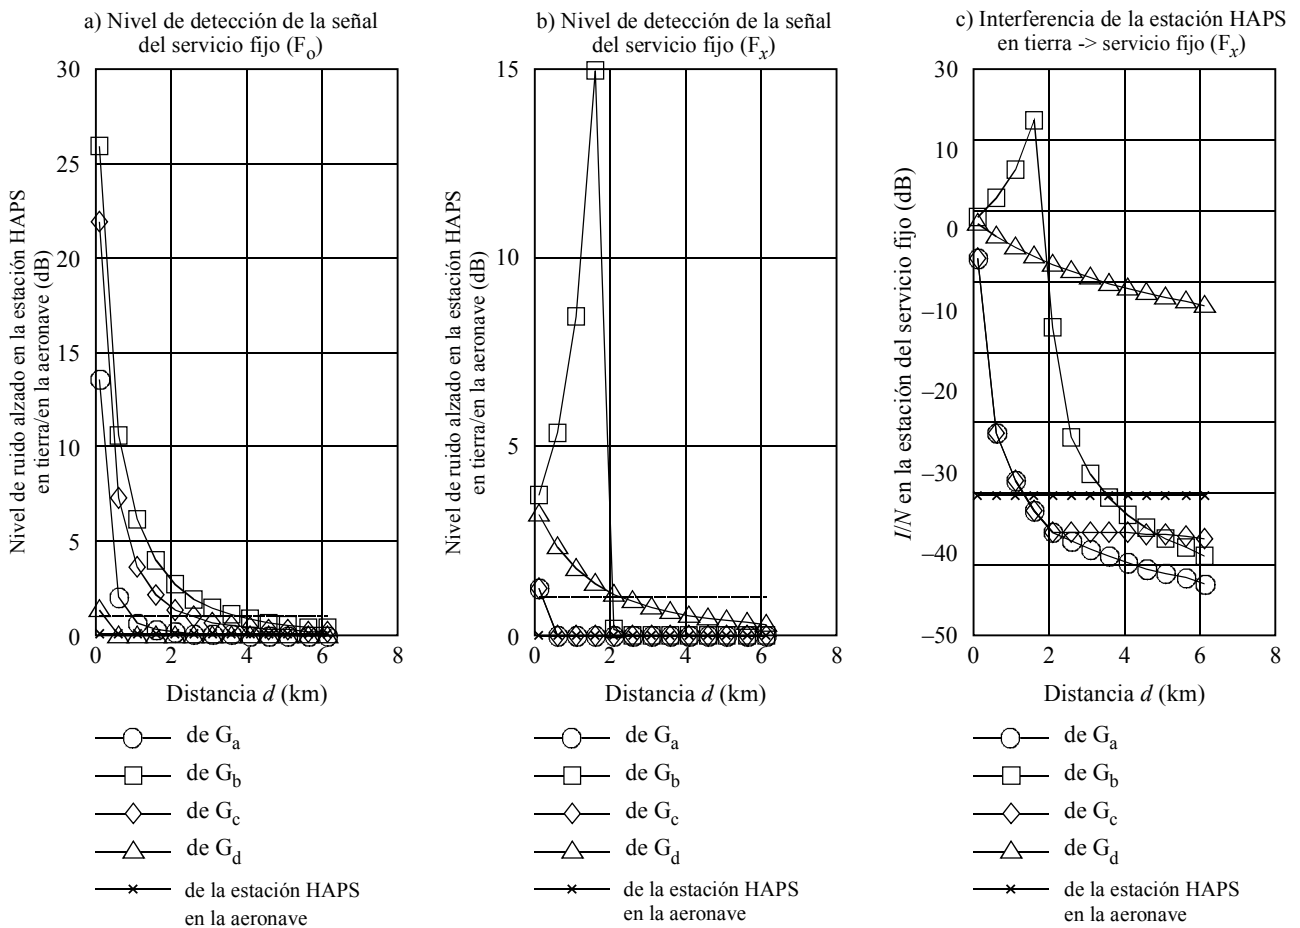 a) Nivel de detección de la señal
del servicio fijo (Fo)
Nivel de ruido alzado en la estación HAPS
en tierra/en la aeronave (dB)
30
25
20
15
10
5
0
0 2 4 6 8
Distancia d (km)
de Ga
de Gb
de Gc
de Gd
de la estación HAPS
en la aeronave
b) Nivel de detección de la señal
del servicio fijo (Fx)
Nivel de ruido alzado en la estación HAPS
en tierra/en la aeronave (dB)
15
10
5
0
0 2 4 6 8
Distancia d (km)
de Ga
de Gb
de Gc
de Gd
de la estación HAPS
en la aeronave
c) Interferencia de la estación HAPS
en tierra -> servicio fijo (Fx)
I/N en la estación del servicio fijo (dB)
30
10
0
–10
20
–30
–40
–50
0 2 4 6 8
Distancia d (km)
de Ga
de Gb
de Gc
de Gd
de la estación HAPS
en la aeronave